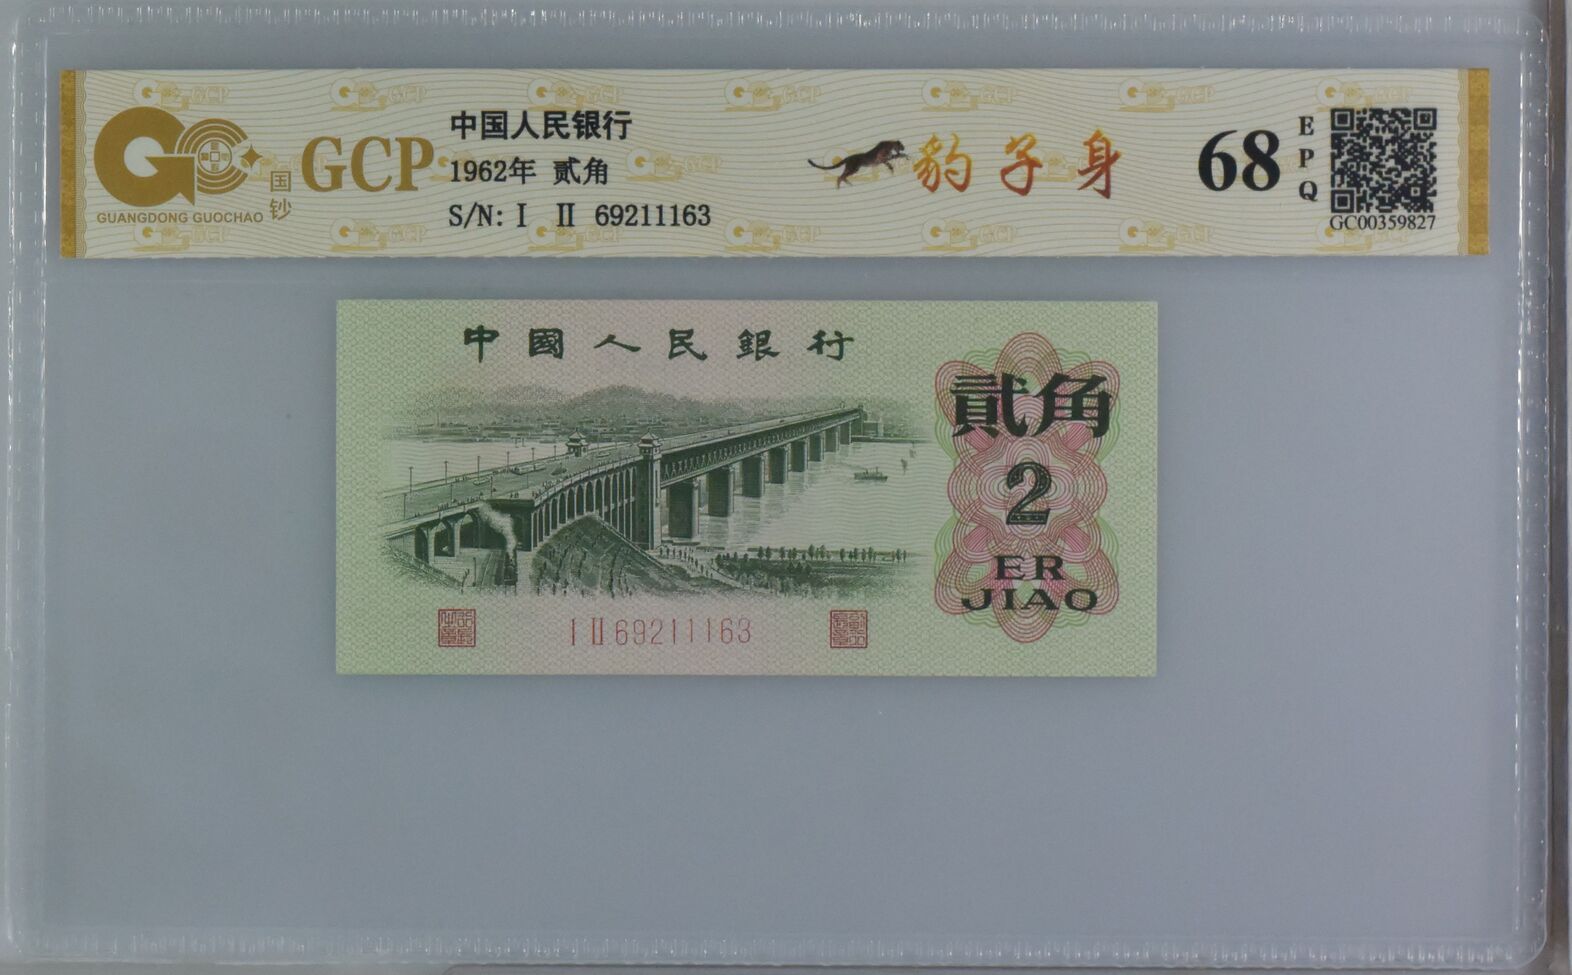 GUANGDONG GUOCHAO
国钞
GCP
中国人民银行
1962年 贰角
S/N: I II 69211163
豹子身
68
EPQ
GC00359827
中國人民銀行
貳角
2
ER
JIAO
I II 69211163